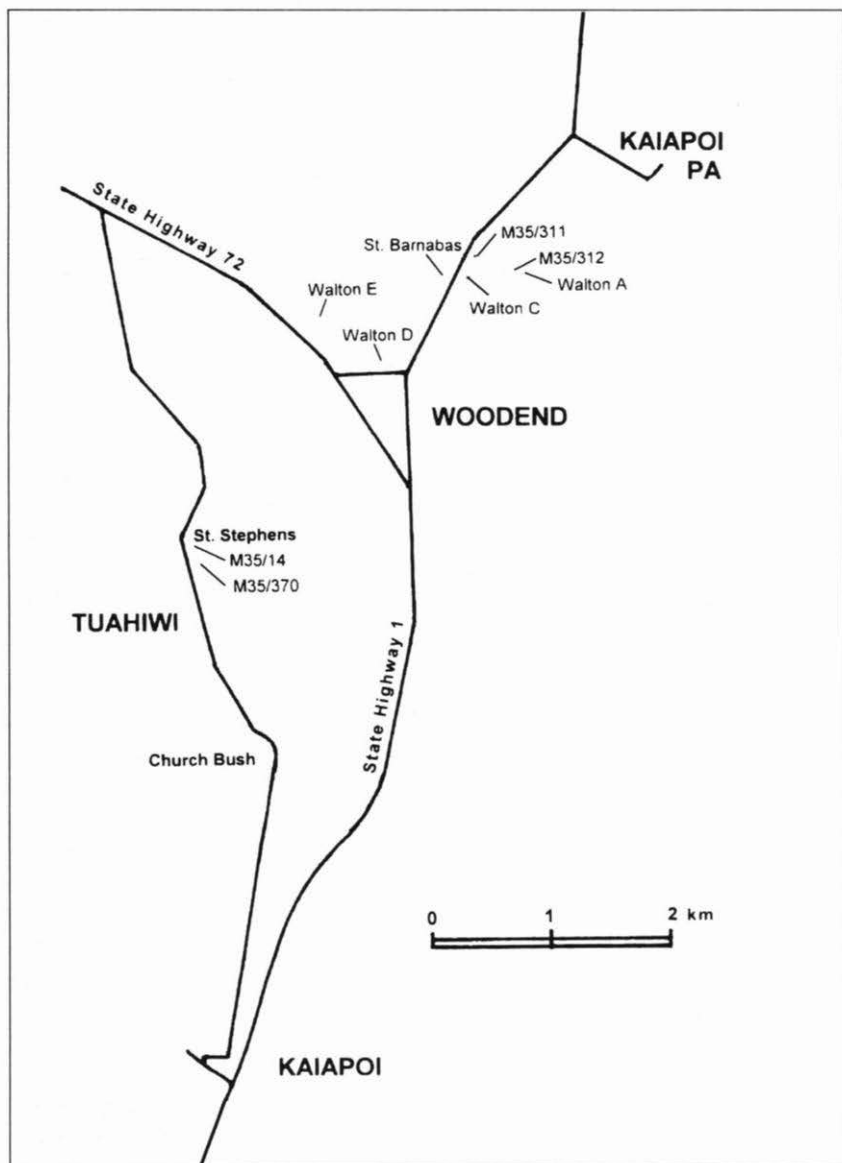 KAIAPOI
PA
State Highway 72
M35/311
St. Barnabas
M35/312
Walton A
Walton E
Walton C
Walton D
WOODEND
St. Stephens
M35/14
M35/370
TUAHIWI
State Highway 1
Church Bush
0 1 2 km
KAIAPOI